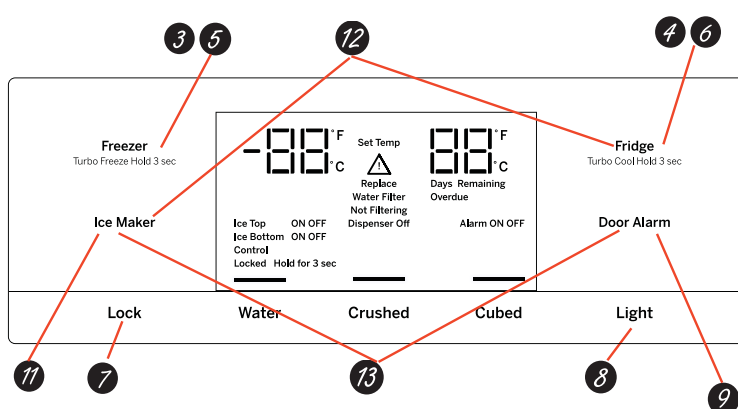 3 5 12 4 6
Freezer
Turbo Freeze Hold 3 sec
-88 °F °C
Set Temp
88 °F °C
Fridge
Turbo Cool Hold 3 sec
Replace
Water Filter
Not Filtering
Dispenser Off
Days Remaining
Overdue
Ice Maker
Ice Top ON OFF
Ice Bottom ON OFF
Control
Locked Hold for 3 sec
Alarm ON OFF
Door Alarm
Lock Water Crushed Cubed Light
11 7 13 8 9